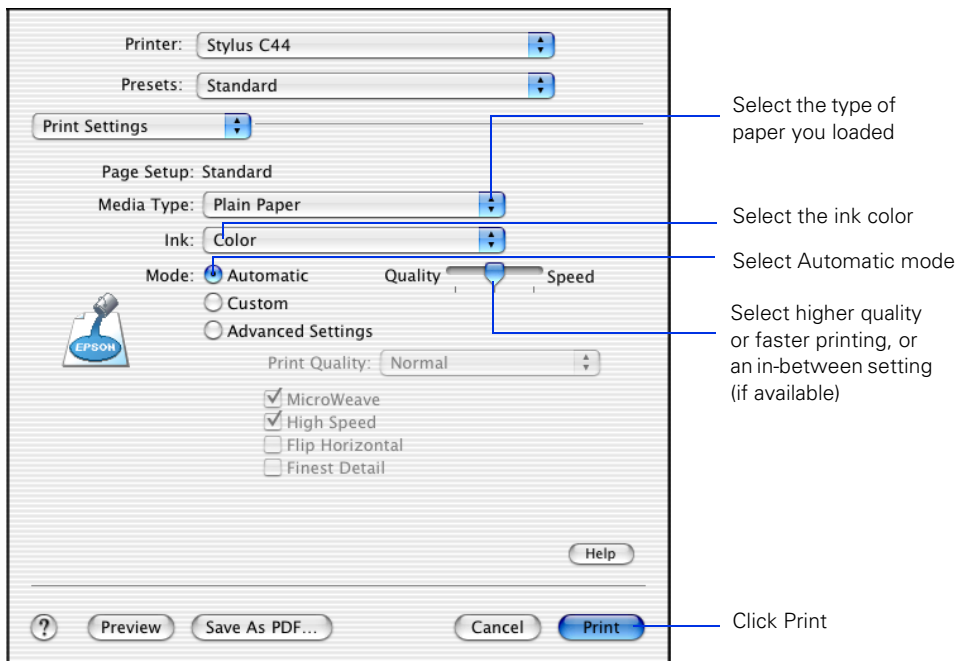 Printer: Stylus C44
Presets: Standard
Print Settings
Page Setup: Standard
Media Type: Plain Paper
Ink: Color
Mode: Automatic Quality Speed
Custom
Advanced Settings
EPSON
Print Quality: Normal
MicroWeave
High Speed
Flip Horizontal
Finest Detail
Help
? Preview Save As PDF... Cancel Print
Select the type of
paper you loaded
Select the ink color
Select Automatic mode
Select higher quality
or faster printing, or
an in-between setting
(if available)
Click Print